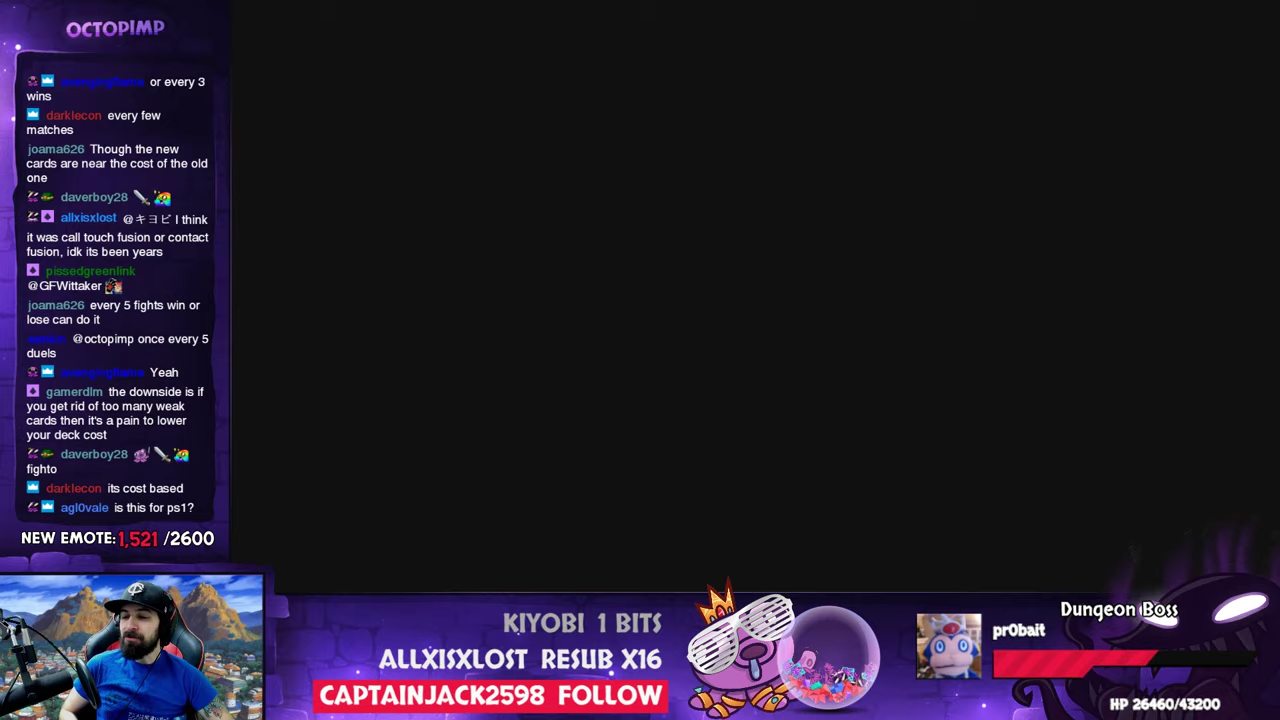 OCTOPIMP
avengingflame or every 3
wins
darklecon every few
matches
joama626 Though the new
cards are near the cost of the old
one
daverboy28
allxisxlost @キヨビ I think
it was call touch fusion or contact
fusion, idk its been years
pissedgreenlink
@GFWittaker
joama626 every 5 fights win or
lose can do it
@octopimp once every 5
duels
avengingflame Yeah
gamerdlm the downside is if
you get rid of too many weak
cards then it's a pain to lower
your deck cost
daverboy28
fighto
darklecon its cost based
agl0vale is this for ps1?
NEW EMOTE: 1,521 /2600
KIYOBI 1 BITS
ALLXISXLOST RESUB X16
CAPTAINJACK2598 FOLLOW
Dungeon Boss
pr0bait
HP 26460/43200